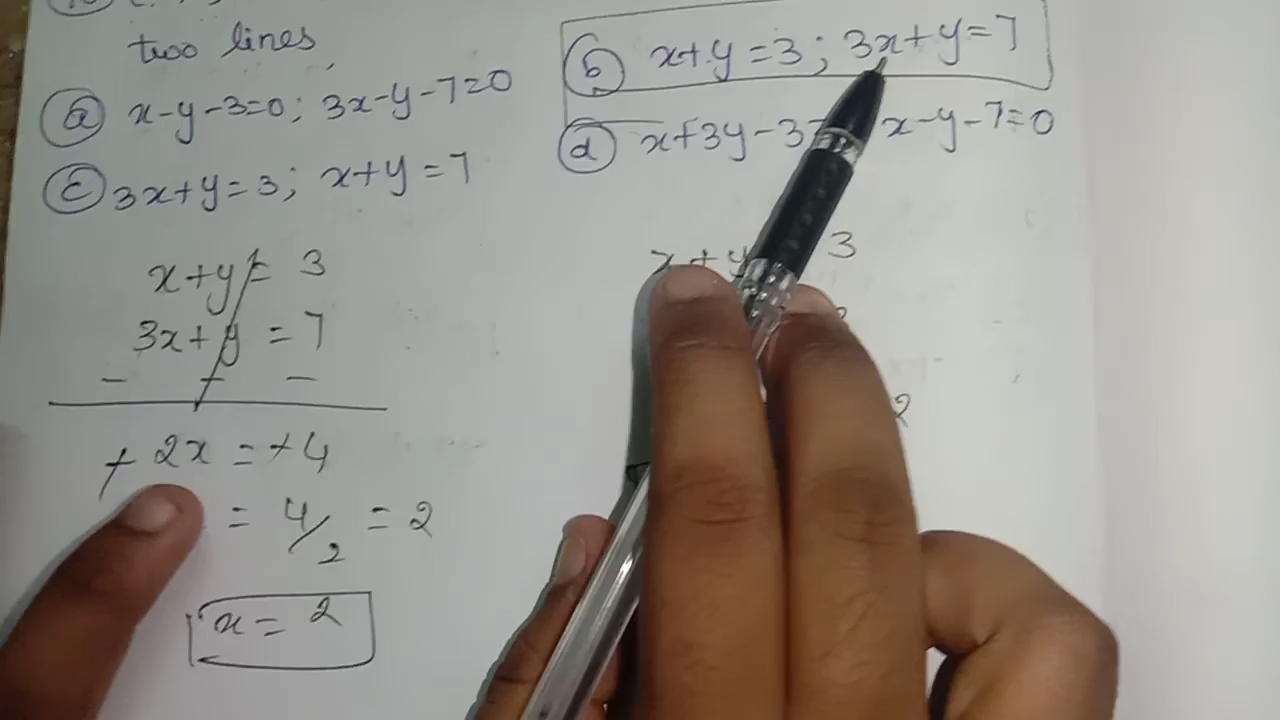 two lines,
(a) x-y-3=0; 3x-y-7=0
(b) x+y=3; 3x+y=7
(c) 3x+y=3; x+y=7
(d) x+3y-3= x-y-7=0
x+y= 3
3x+y = 7
- - -
+ 2x = +4
= 4/2 = 2
x= 2
x+y 3
2